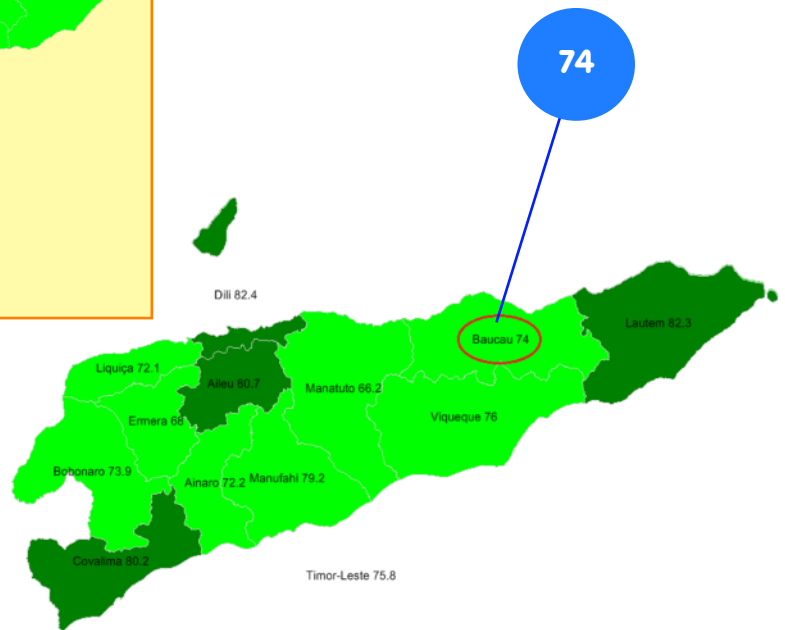 74
Dili 82.4
Lautem 82.3
Baucau 74
Liquiça 72.1
Aileu 80.7
Manatuto 66.2
Ermera 68
Viqueque 76
Bobonaro 73.9
Ainaro 72.2
Manufahi 79.2
Covalima 80.2
Timor-Leste 75.8